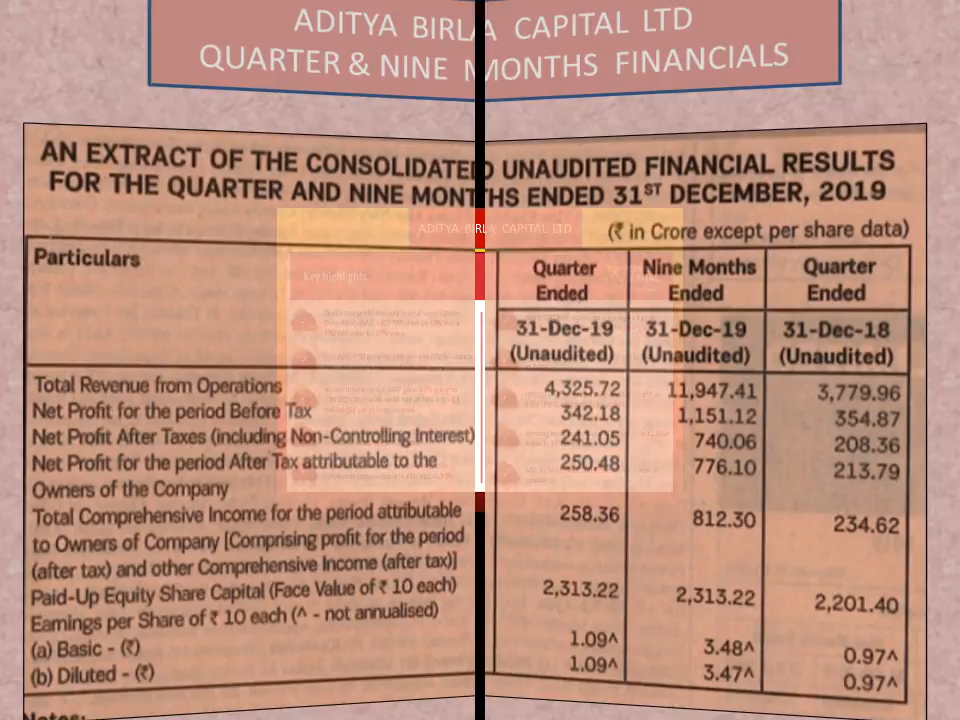 ADITYA BIRLA CAPITAL LTD
QUARTER & NINE MONTHS FINANCIALS
AN EXTRACT OF THE CONSOLIDATED UNAUDITED FINANCIAL RESULTS
FOR THE QUARTER AND NINE MONTHS ENDED 31ST DECEMBER, 2019
(₹ in Crore except per share data)
ADITYA BIRLA CAPITAL LTD
Key highlights
Particulars Quarter Ended Nine Months Ended Quarter Ended
31-Dec-19 31-Dec-19 31-Dec-18
(Unaudited) (Unaudited) (Unaudited)
Total Revenue from Operations 4,325.72 11,947.41 3,779.96
Net Profit for the period Before Tax 342.18 1,151.12 354.87
Net Profit After Taxes (including Non-Controlling Interest) 241.05 740.06 208.36
Net Profit for the period After Tax attributable to the 250.48 776.10 213.79
Owners of the Company
Total Comprehensive Income for the period attributable 258.36 812.30 234.62
to Owners of Company [Comprising profit for the period
(after tax) and other Comprehensive Income (after tax)]
Paid-Up Equity Share Capital (Face Value of ₹ 10 each) 2,313.22 2,313.22 2,201.40
Earnings per Share of ₹ 10 each (^ - not annualised)
(a) Basic - (₹) 1.09^ 3.48^ 0.97^
(b) Diluted - (₹) 1.09^ 3.47^ 0.97^
Notes: